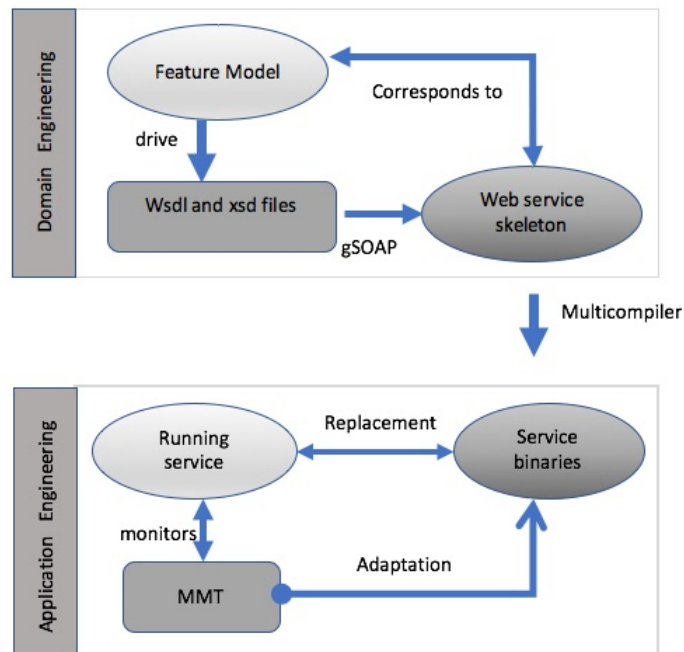 Domain Engineering
Feature Model
Corresponds to
drive
Wsdl and xsd files
Web service
skeleton
gSOAP
Multicompiler
Application Engineering
Running
service
Replacement
Service
binaries
monitors
Adaptation
MMT